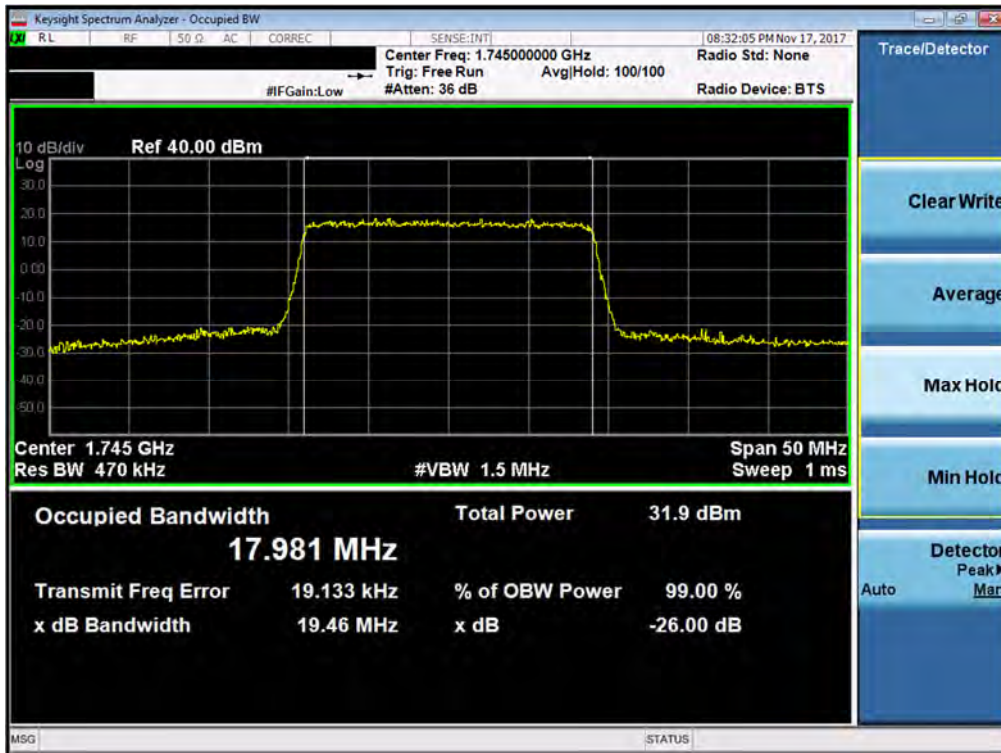 Keysight Spectrum Analyzer - Occupied BW
RL RF 50 Ω AC CORREC SENSE:INT 08:32:05 PM Nov 17, 2017
Center Freq: 1.745000000 GHz Radio Std: None
Trig: Free Run Avg|Hold: 100/100
#IFGain:Low #Atten: 36 dB Radio Device: BTS
Trace/Detector
10 dB/div Ref 40.00 dBm
Log
30.0
20.0
10.0
0.00
-10.0
-20.0
-30.0
-40.0
-50.0
Center 1.745 GHz Span 50 MHz
Res BW 470 kHz #VBW 1.5 MHz Sweep 1 ms
Clear Write
Average
Max Hold
Min Hold
Detector
Peak
Auto Man
Occupied Bandwidth Total Power 31.9 dBm
17.981 MHz
Transmit Freq Error 19.133 kHz % of OBW Power 99.00 %
x dB Bandwidth 19.46 MHz x dB -26.00 dB
MSG STATUS